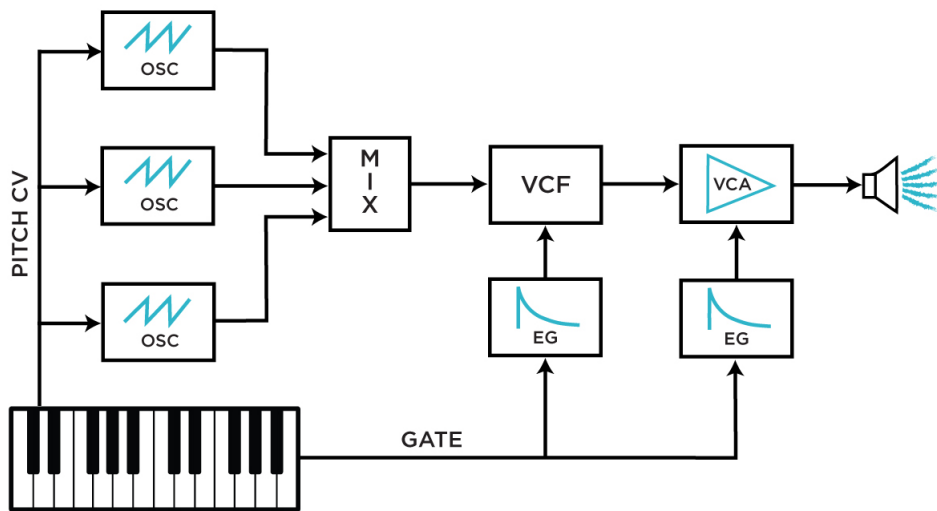 OSC
OSC
OSC
PITCH CV
M
I
X
VCF
VCA
EG
EG
GATE